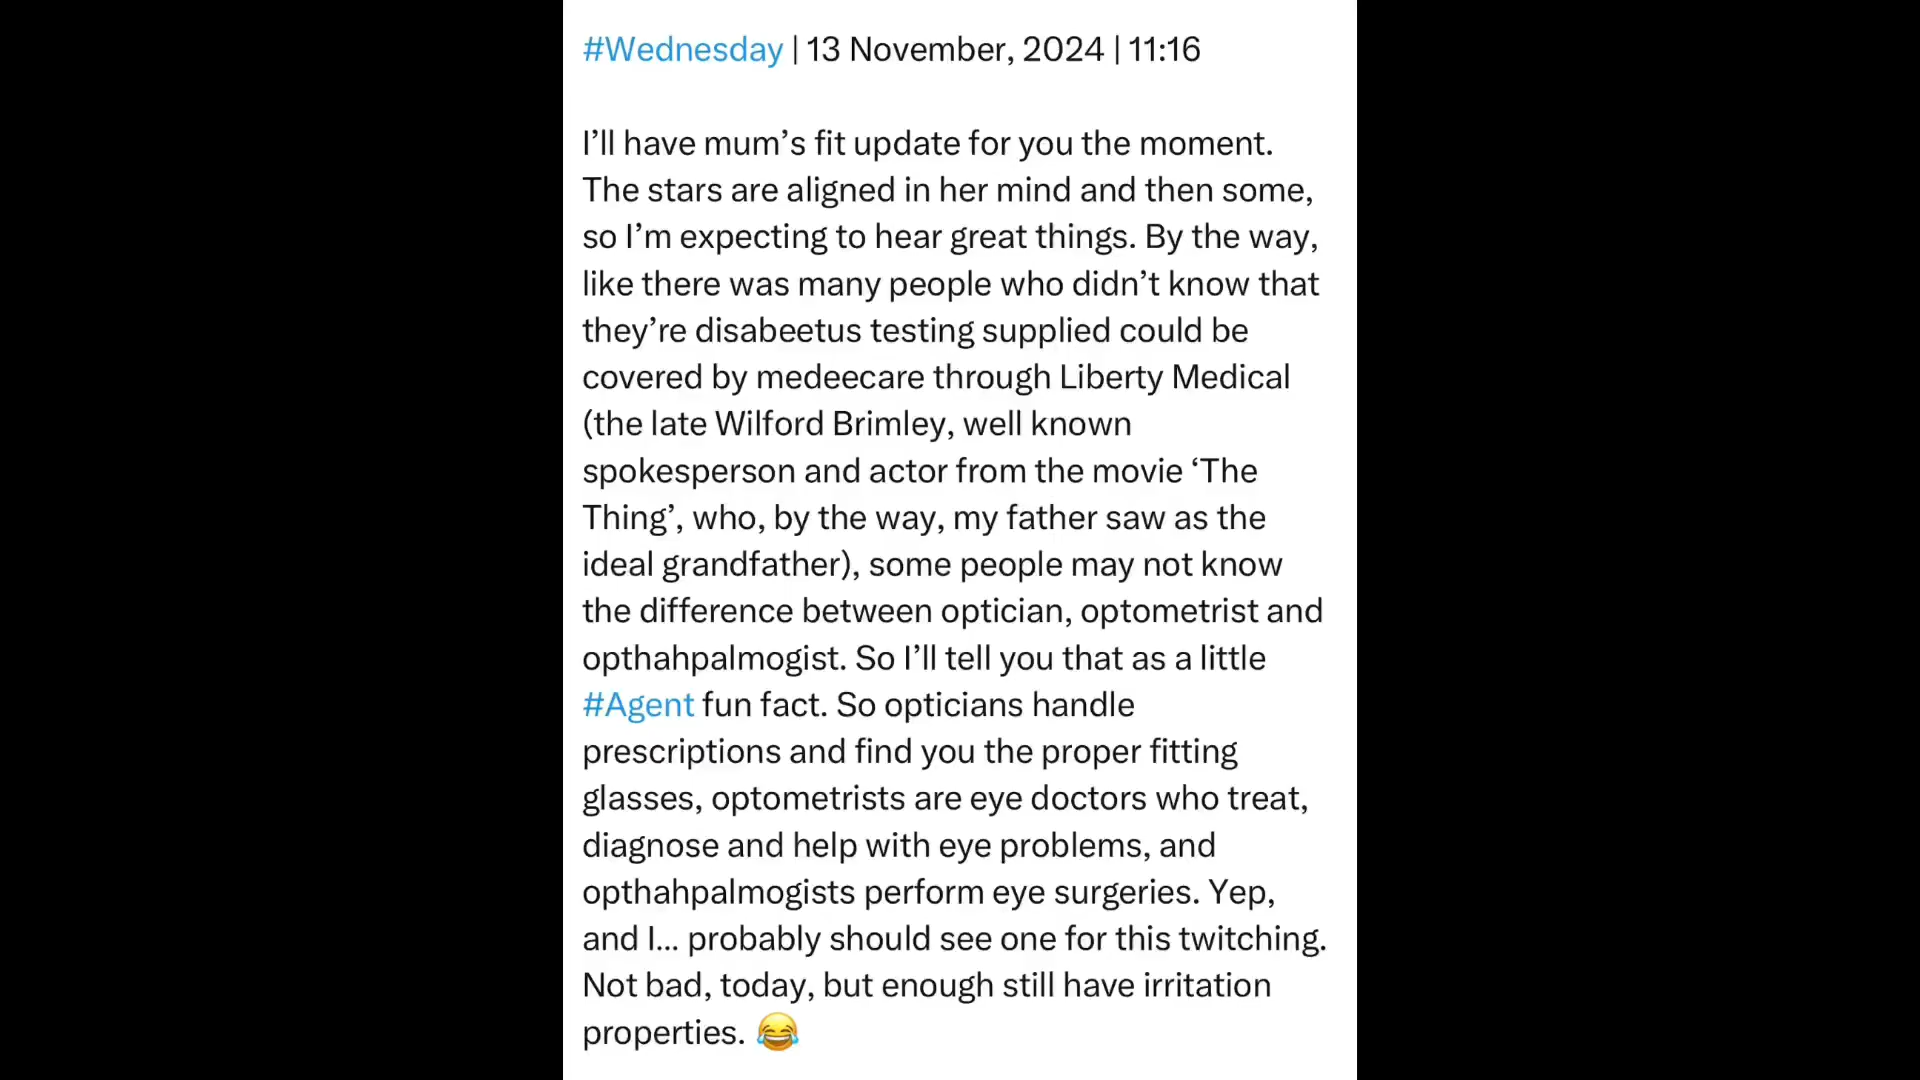 #Wednesday | 13 November, 2024 | 11:16
I’ll have mum’s fit update for you the moment.
The stars are aligned in her mind and then some,
so I’m expecting to hear great things. By the way,
like there was many people who didn’t know that
they’re disabeetus testing supplied could be
covered by medeecare through Liberty Medical
(the late Wilford Brimley, well known
spokesperson and actor from the movie ‘The
Thing’, who, by the way, my father saw as the
ideal grandfather), some people may not know
the difference between optician, optometrist and
opthahpalmogist. So I’ll tell you that as a little
#Agent fun fact. So opticians handle
prescriptions and find you the proper fitting
glasses, optometrists are eye doctors who treat,
diagnose and help with eye problems, and
opthahpalmogists perform eye surgeries. Yep,
and I... probably should see one for this twitching.
Not bad, today, but enough still have irritation
properties. 😂